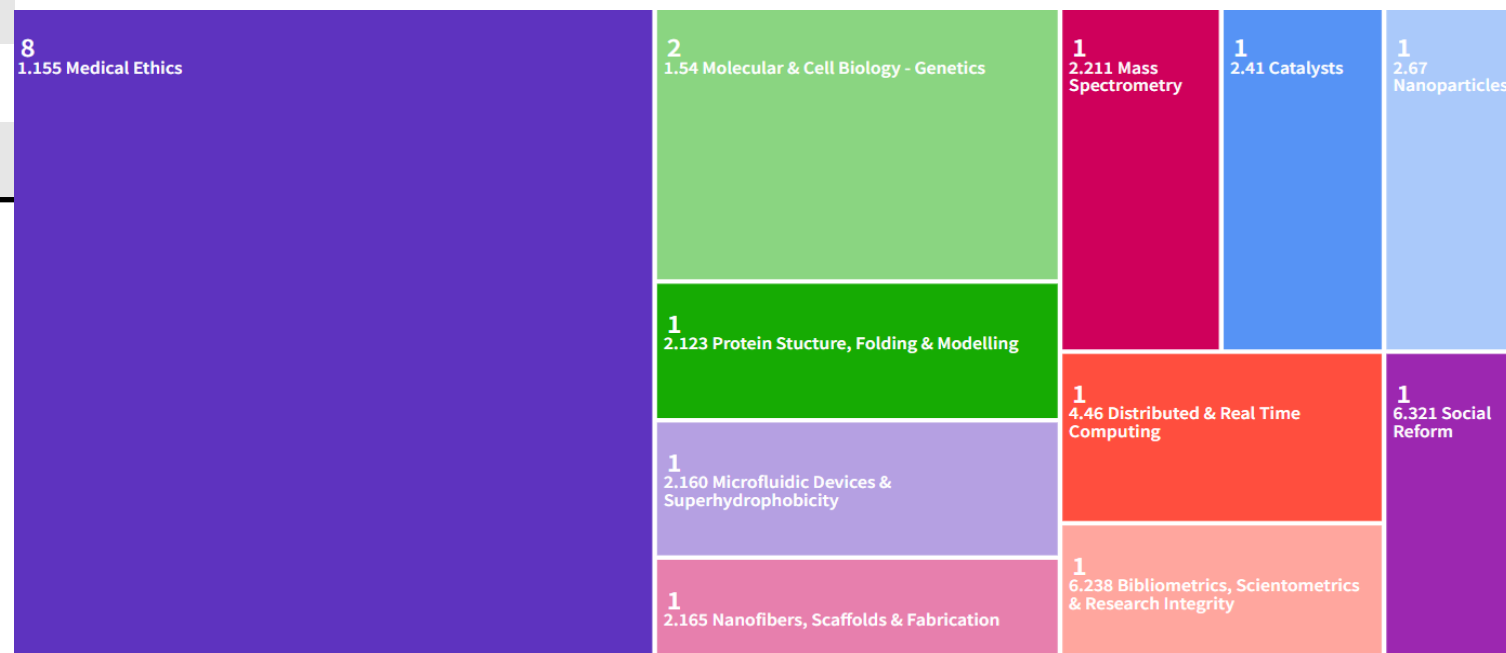 8
1.155 Medical Ethics
2
1.54 Molecular & Cell Biology - Genetics
1
2.123 Protein Stucture, Folding & Modelling
1
2.160 Microfluidic Devices &
Superhydrophobicity
1
2.165 Nanofibers, Scaffolds & Fabrication
1
2.211 Mass
Spectrometry
1
2.41 Catalysts
1
2.67
Nanoparticles
1
4.46 Distributed & Real Time
Computing
1
6.238 Bibliometrics, Scientometrics
& Research Integrity
1
6.321 Social
Reform